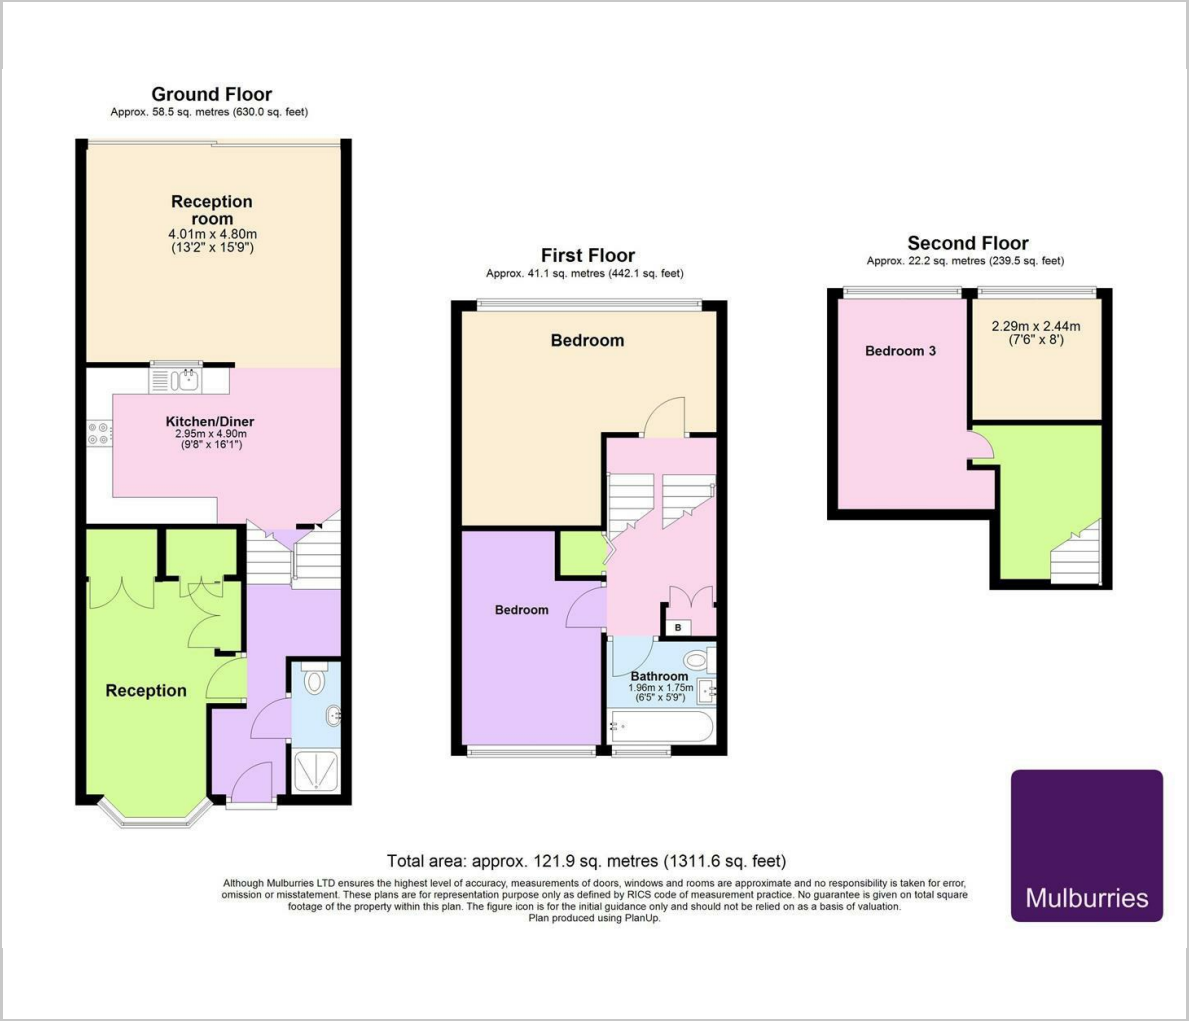 Ground Floor
Approx. 58.5 sq. metres (630.0 sq. feet)
Reception
room
4.01m x 4.80m
(13'2" x 15'9")
Kitchen/Diner
2.95m x 4.90m
(9'8" x 16'1")
Reception
First Floor
Approx. 41.1 sq. metres (442.1 sq. feet)
Bedroom
Bedroom
B
Bathroom
1.96m x 1.75m
(6'5" x 5'9")
Second Floor
Approx. 22.2 sq. metres (239.5 sq. feet)
Bedroom 3
2.29m x 2.44m
(7'6" x 8')
Total area: approx. 121.9 sq. metres (1311.6 sq. feet)
Although Mulburries LTD ensures the highest level of accuracy, measurements of doors, windows and rooms are approximate and no responsibility is taken for error,
omission or misstatement. These plans are for representation purpose only as defined by RICS code of measurement practice. No guarantee is given on total square
footage of the property within this plan. The figure icon is for the initial guidance only and should not be relied on as a basis of valuation.
Plan produced using PlanUp.
Mulburries